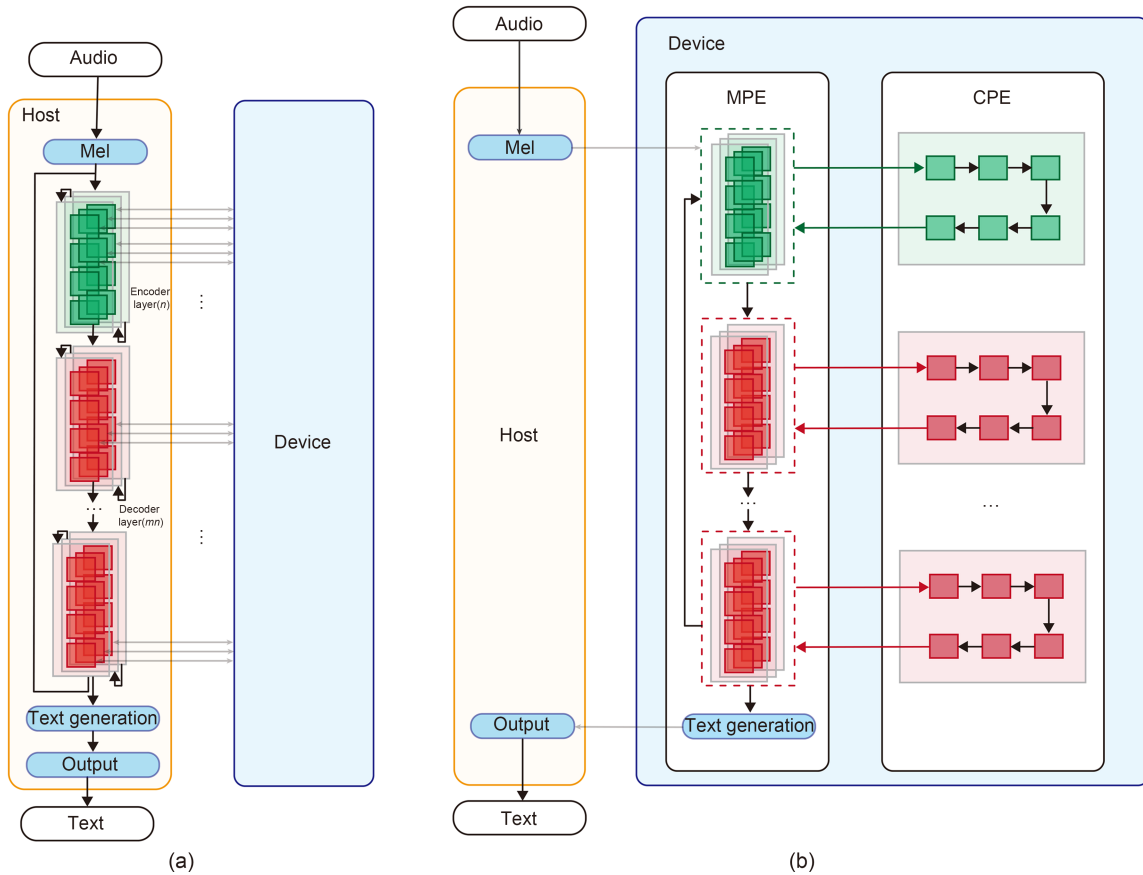 Audio
Host
Mel
Encoder
layer(n)
⋮
Device
...
Decoder
layer(mn)
⋮
Text generation
Output
Text
(a)
Audio
Device
MPE
CPE
Mel
Host
...
...
Output
Text generation
Text
(b)